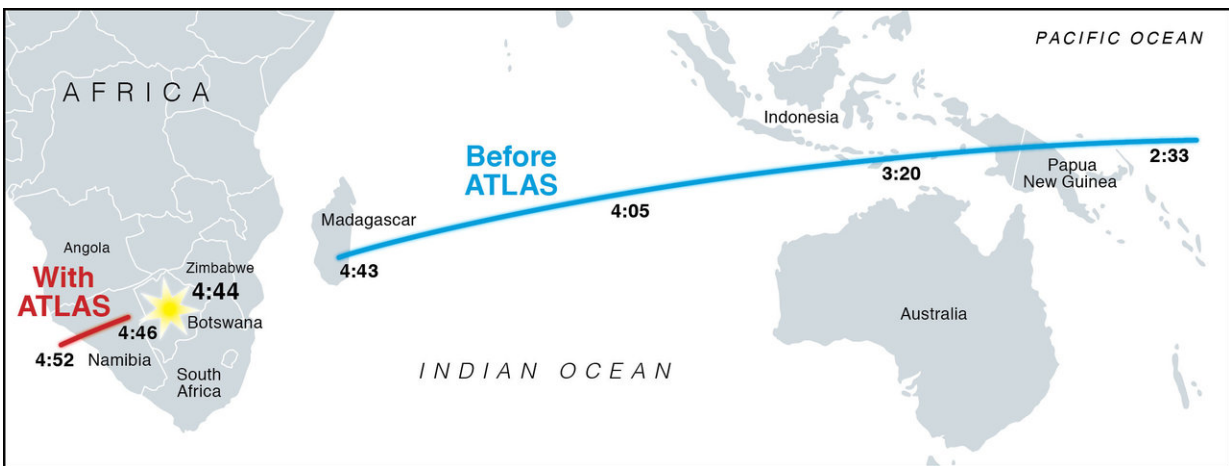 PACIFIC OCEAN
AFRICA
Indonesia
Before
ATLAS
2:33
3:20
Papua
New Guinea
4:05
Madagascar
Angola
Zimbabwe
4:43
With
ATLAS
4:44
Botswana
Australia
4:46
4:52
Namibia
INDIAN OCEAN
South
Africa